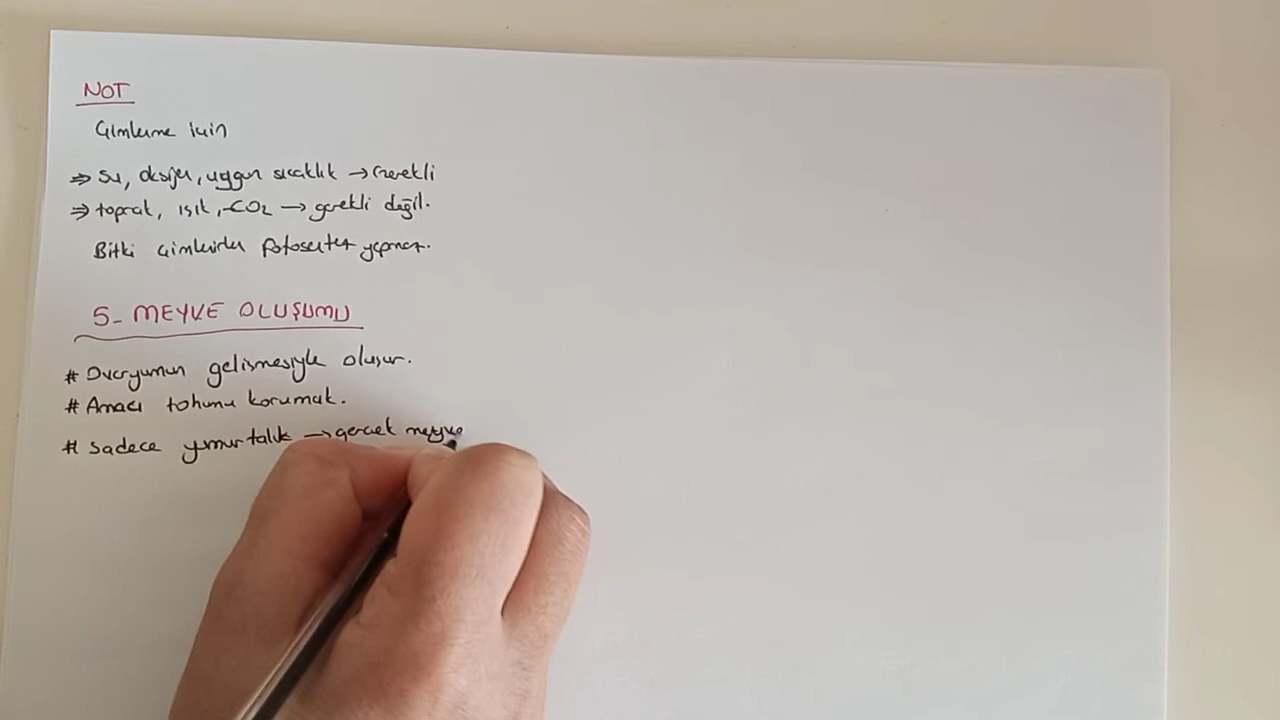 NOT
Çimlenme için
⇒ su, oksijen, uygun sıcaklık → Gerekli
⇒ toprak, ışık, CO2 → gerekli değil.
Bitki çimlenirken fotosentez yapmaz.
5- MEYVE OLUŞUMU
# Ovaryumun gelişmesiyle oluşur.
# Amacı tohumu korumak.
# Sadece yumurtalık → gerçek meyve